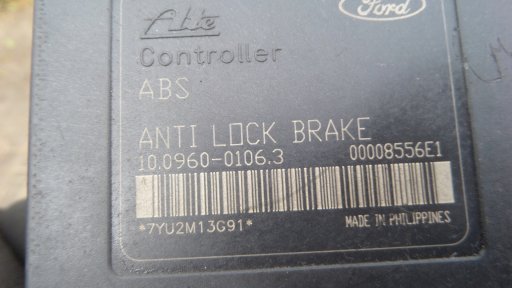 Ford
Ate
Controller
ABS
ANTI LOCK BRAKE
10.0960-0106.3 00008556E1
*7YU2M13G91* MADE IN PHILIPPINES